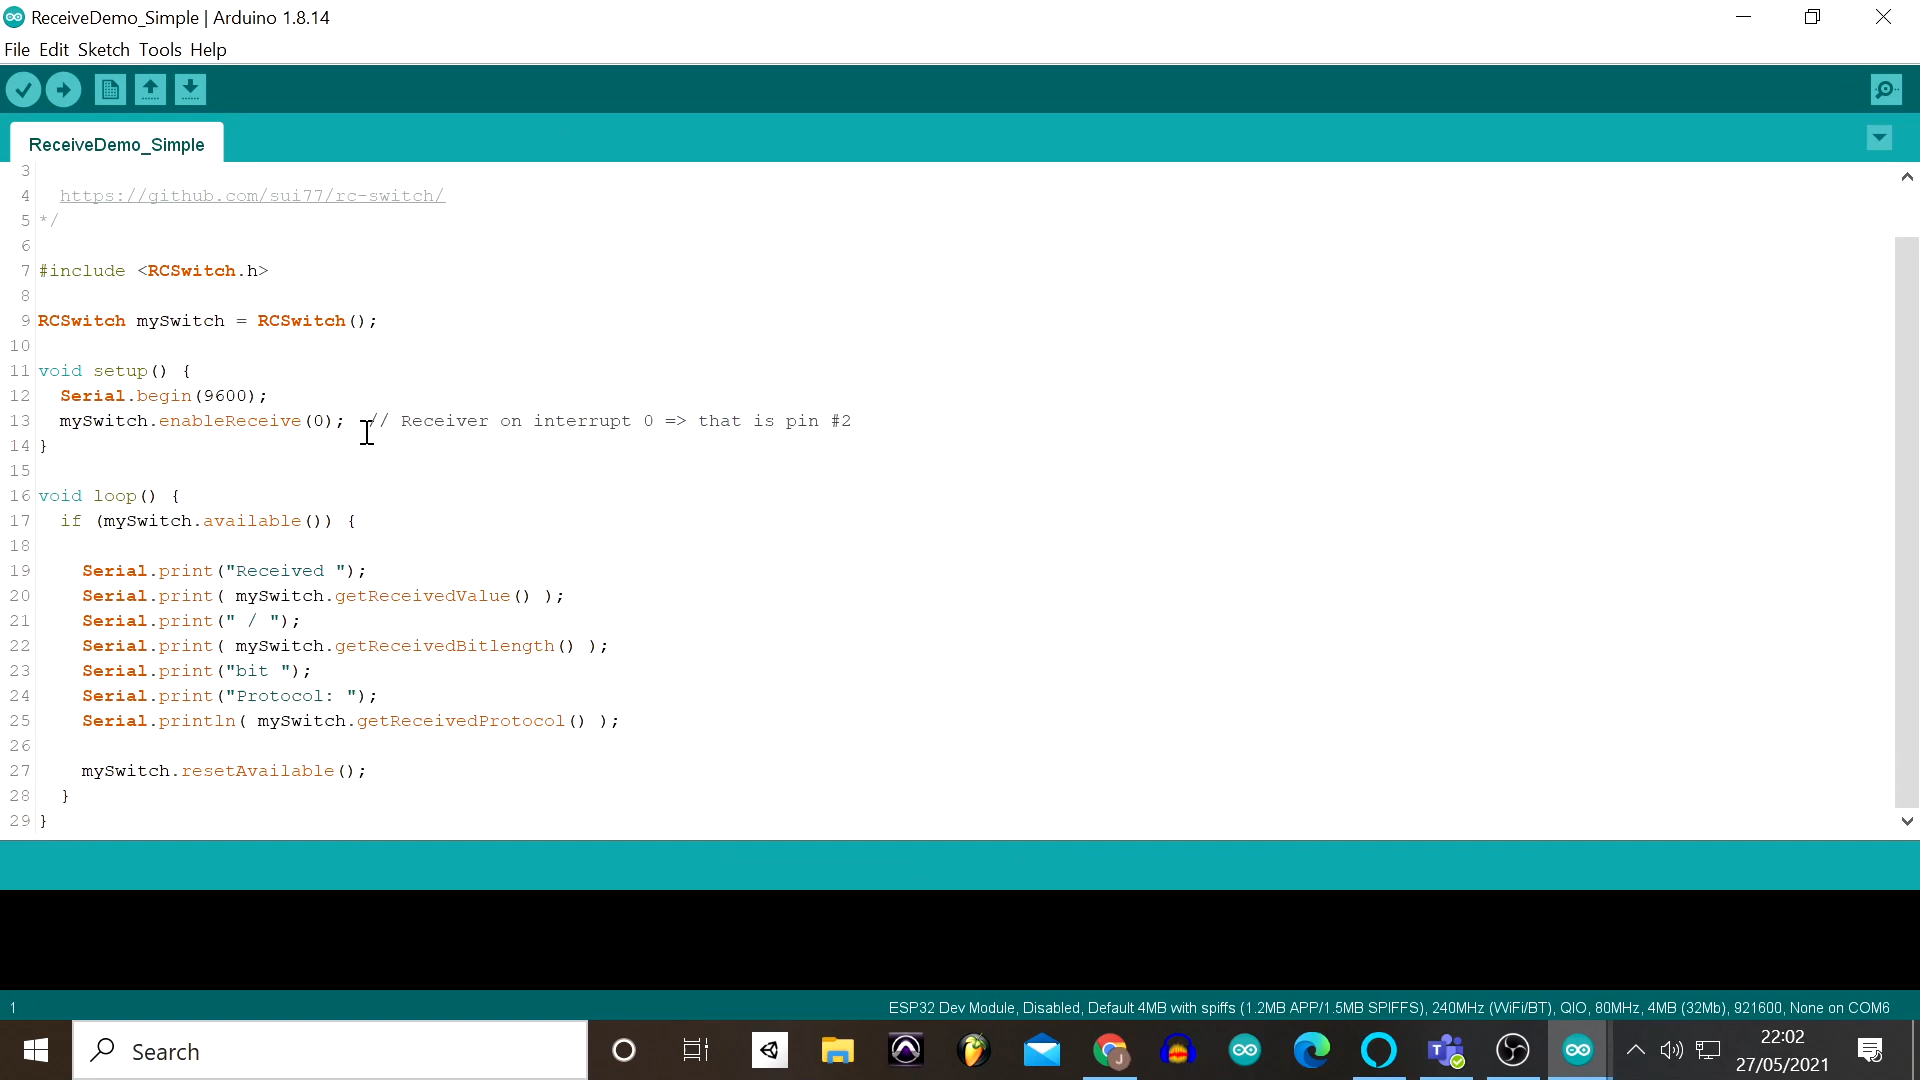 ReceiveDemo_Simple | Arduino 1.8.14
File Edit Sketch Tools Help
ReceiveDemo_Simple
3
4 https://github.com/sui77/rc-switch/
5 */
6
7 #include <RCSwitch.h>
8
9 RCSwitch mySwitch = RCSwitch();
10
11 void setup() {
12 Serial.begin(9600);
13 mySwitch.enableReceive(0); // Receiver on interrupt 0 => that is pin #2
14 }
15
16 void loop() {
17 if (mySwitch.available()) {
18
19 Serial.print("Received ");
20 Serial.print( mySwitch.getReceivedValue() );
21 Serial.print(" / ");
22 Serial.print( mySwitch.getReceivedBitlength() );
23 Serial.print("bit ");
24 Serial.print("Protocol: ");
25 Serial.println( mySwitch.getReceivedProtocol() );
26
27 mySwitch.resetAvailable();
28 }
29 }
1 ESP32 Dev Module, Disabled, Default 4MB with spiffs (1.2MB APP/1.5MB SPIFFS), 240MHz (WiFi/BT), QIO, 80MHz, 4MB (32Mb), 921600, None on COM6
Search
22:02
27/05/2021